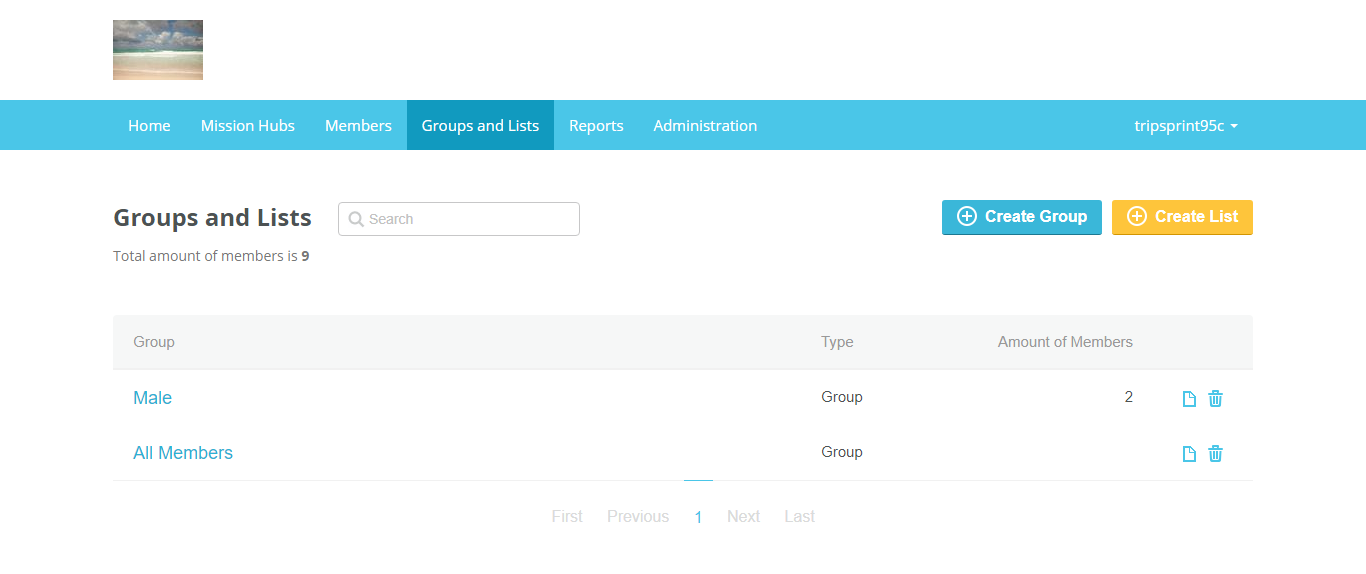 Home Mission Hubs Members Groups and Lists Reports Administration tripsprint95c
Groups and Lists Search Create Group Create List
Total amount of members is 9
Group Type Amount of Members
Male Group 2
All Members Group
First Previous 1 Next Last